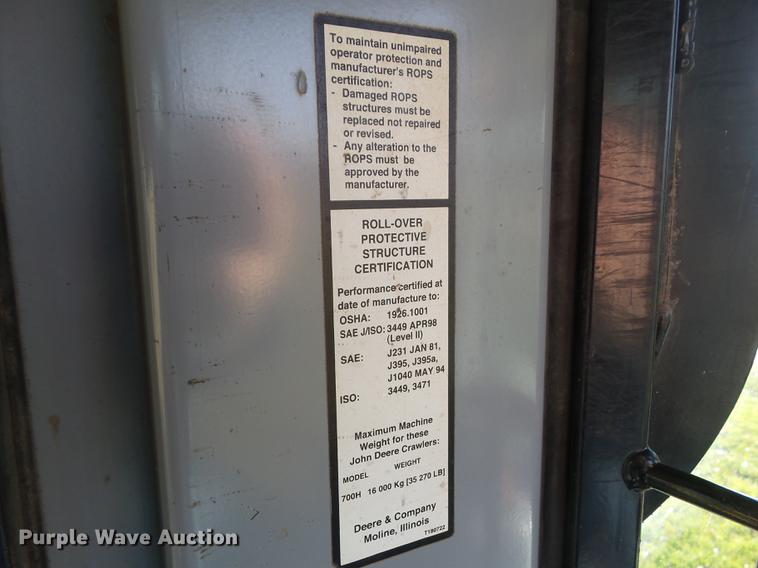 To maintain unimpaired
operator protection and
manufacturer's ROPS
certification:
- Damaged ROPS
structures must be
replaced not repaired
or revised.
- Any alteration to the
ROPS must be
approved by the
manufacturer.
ROLL-OVER
PROTECTIVE
STRUCTURE
CERTIFICATION
Performance certified at
date of manufacture to:
OSHA: 1926.1001
SAE J/ISO: 3449 APR98
(Level II)
SAE: J231 JAN 81,
J395, J395a,
J1040 MAY 94
ISO: 3449, 3471
Maximum Machine
Weight for these
John Deere Crawlers:
MODEL WEIGHT
700H 16 000 Kg [35 270 LB]
Deere & Company
Moline, Illinois
T180722
Purple Wave Auction